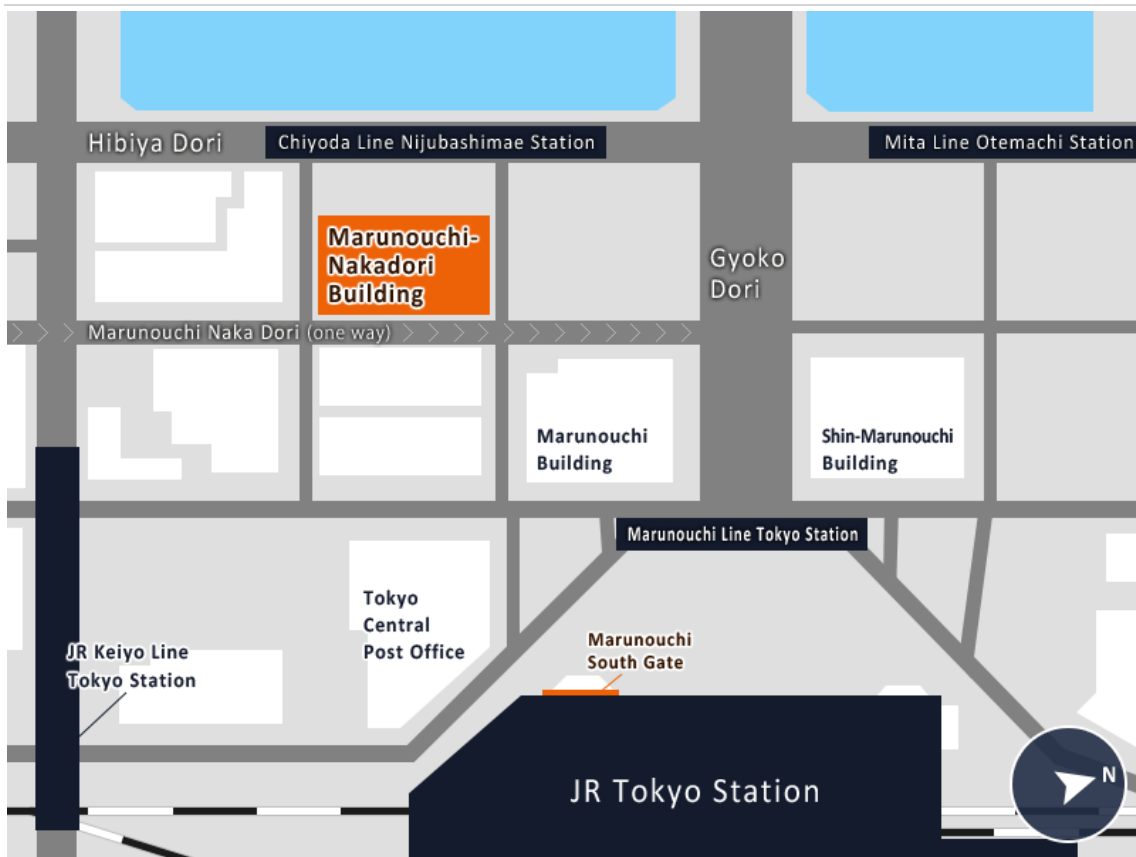 Hibiya Dori
Chiyoda Line Nijubashimae Station
Mita Line Otemachi Station
Marunouchi-
Nakadori
Building
Gyoko
Dori
Marunouchi Naka Dori (one way)
Marunouchi
Building
Shin-Marunouchi
Building
Marunouchi Line Tokyo Station
Tokyo
Central
Post Office
Marunouchi
South Gate
JR Keiyo Line
Tokyo Station
JR Tokyo Station
N